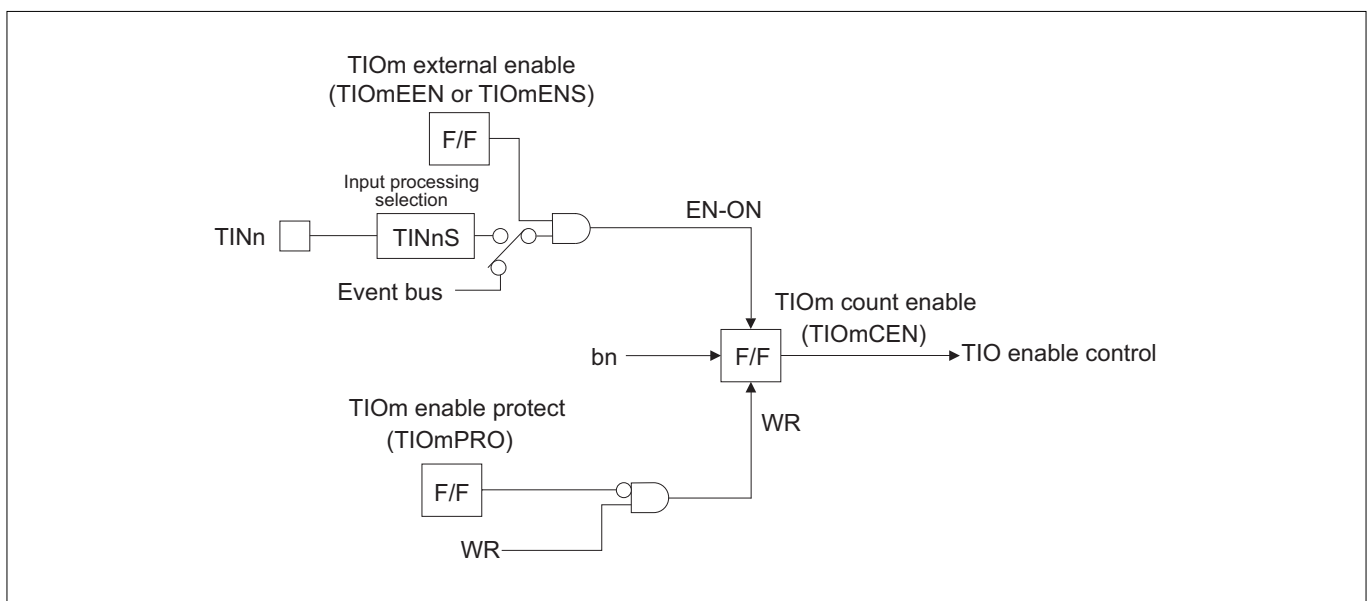 TIOm external enable
(TIOmEEN or TIOmENS)
F/F
Input processing
selection
TINn
TINnS
EN-ON
Event bus
TIOm count enable
(TIOmCEN)
bn
F/F
TIO enable control
TIOm enable protect
(TIOmPRO)
WR
F/F
WR